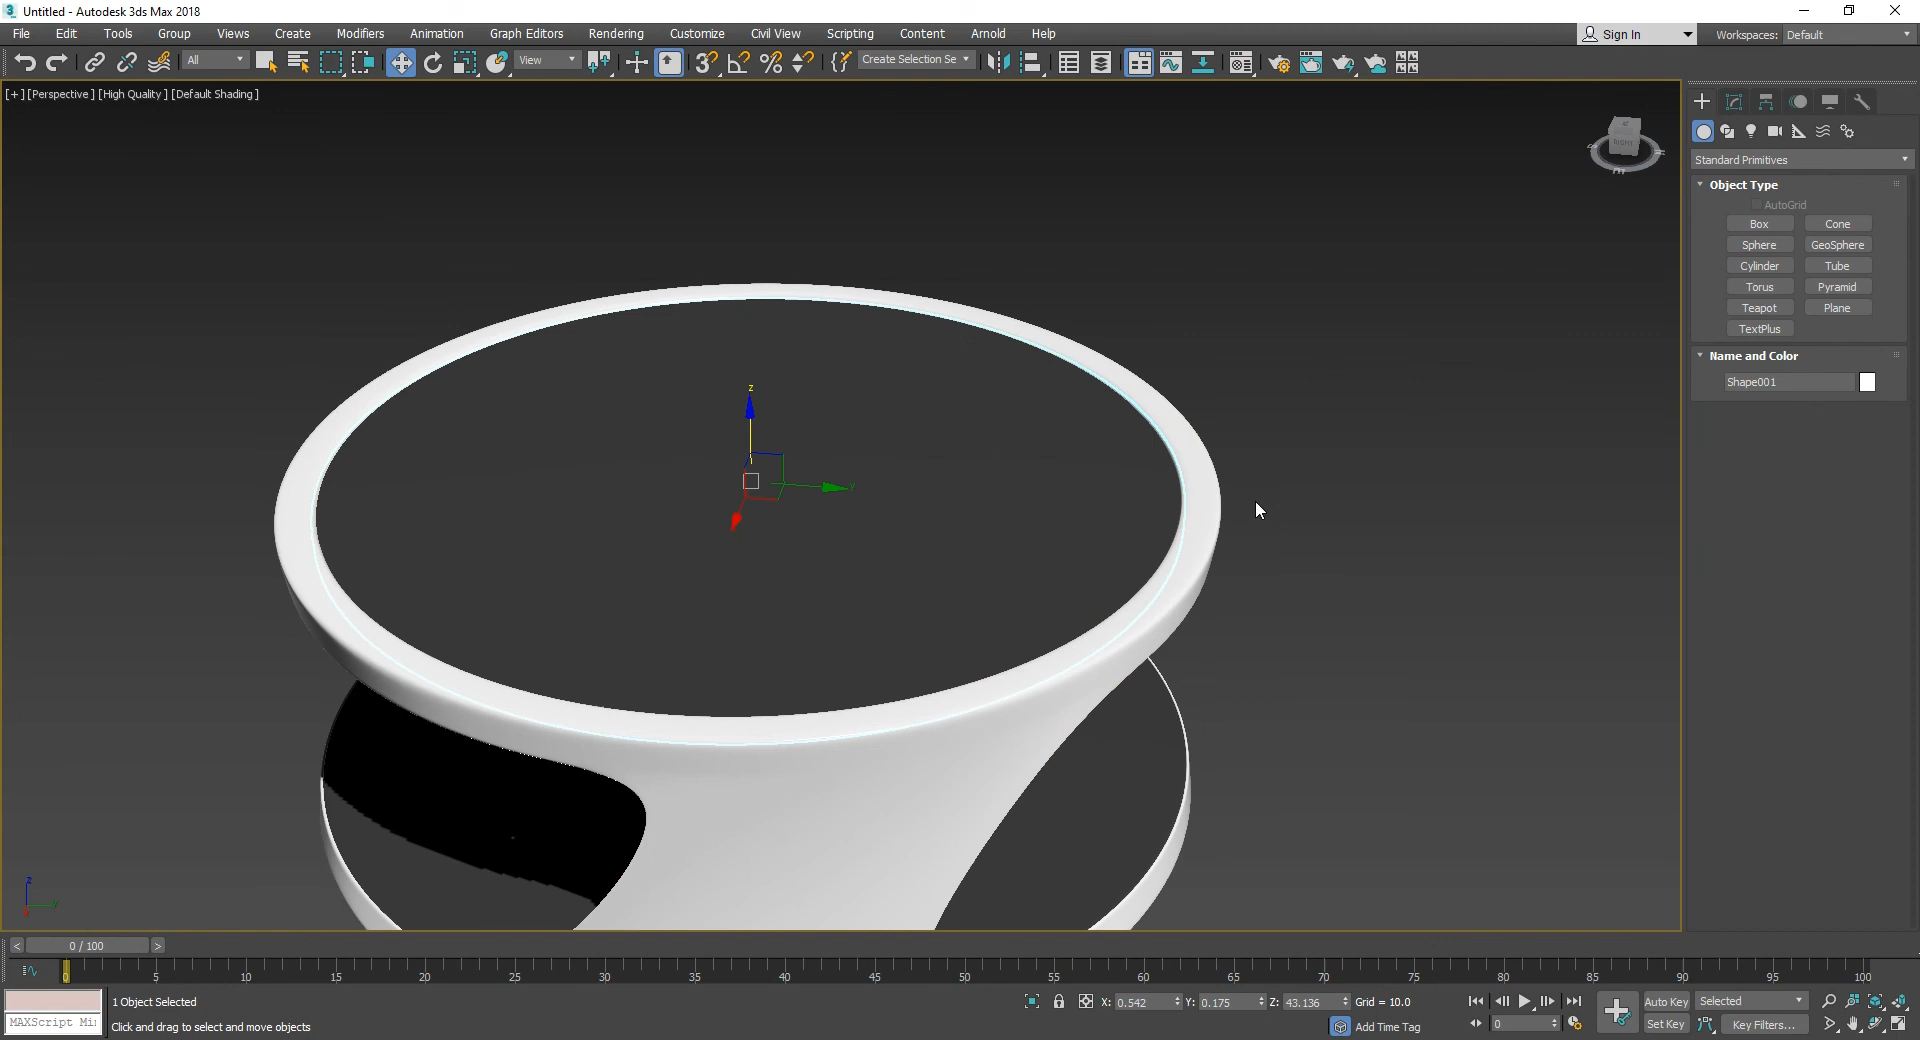 Untitled - Autodesk 3ds Max 2018
File Edit Tools Group Views Create Modifiers Animation Graph Editors Rendering Customize Civil View Scripting Content Arnold Help Sign In Workspaces: Default
All View Create Selection Se
[+] [Perspective] [High Quality] [Default Shading]
RIGHT
Standard Primitives
Object Type
AutoGrid
Box Cone
Sphere GeoSphere
Cylinder Tube
Torus Pyramid
Teapot Plane
TextPlus
Name and Color
Shape001
z
y
z
0 / 100
0 5 10 15 20 25 30 35 40 45 50 55 60 65 70 75 80 85 90 95 100
1 Object Selected X: 0.542 Y: 0.175 Z: 43.136 Grid = 10.0 Auto Key Selected
MAXScript Mi Click and drag to select and move objects Add Time Tag 0 Set Key Key Filters...